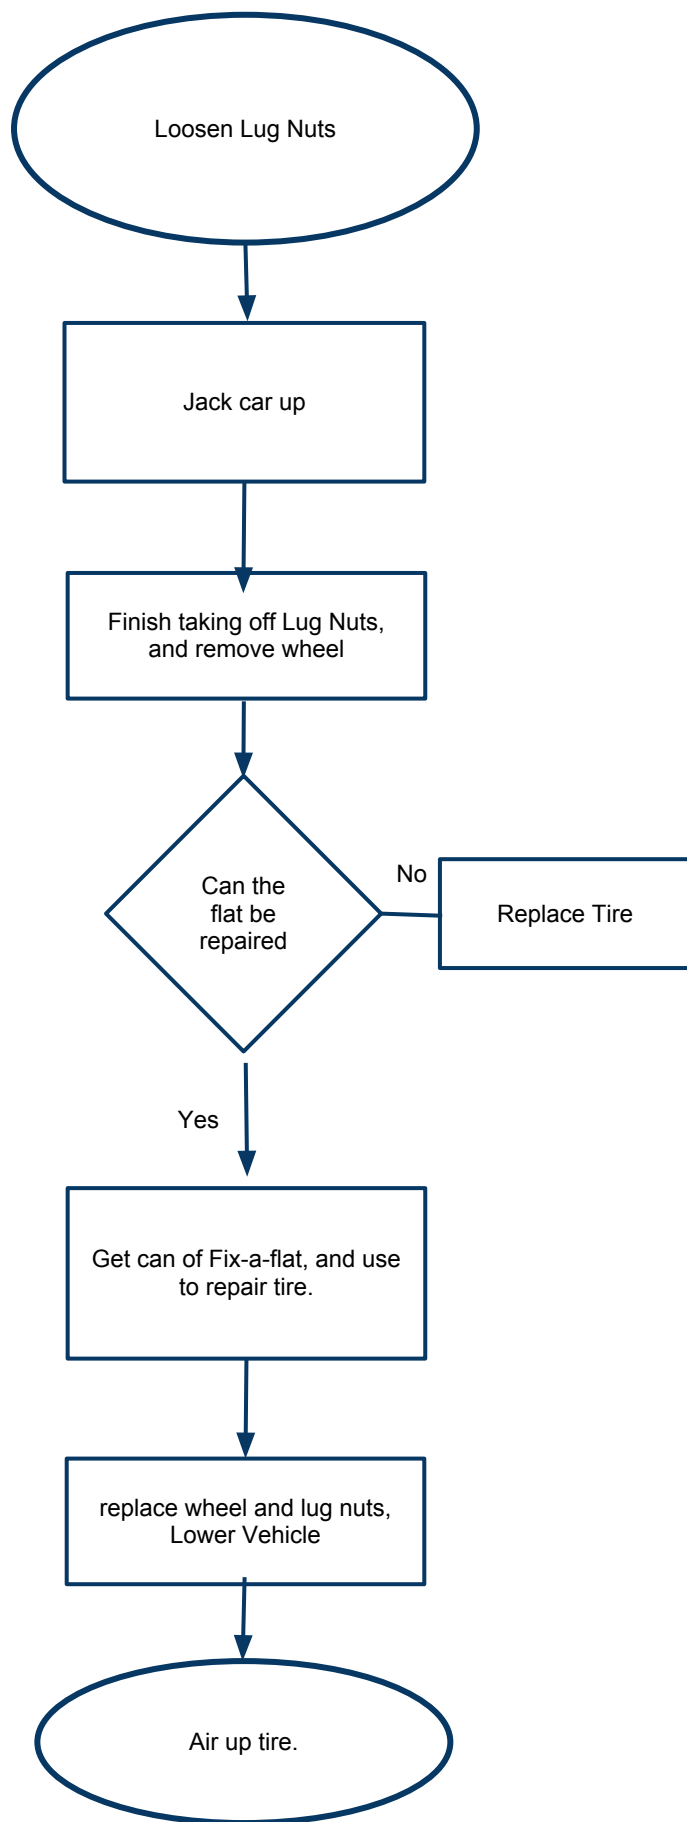 Loosen Lug Nuts
Jack car up
Finish taking off Lug Nuts,
and remove wheel
Can the
flat be
repaired
No
Replace Tire
Yes
Get can of Fix-a-flat, and use
to repair tire.
replace wheel and lug nuts,
Lower Vehicle
Air up tire.